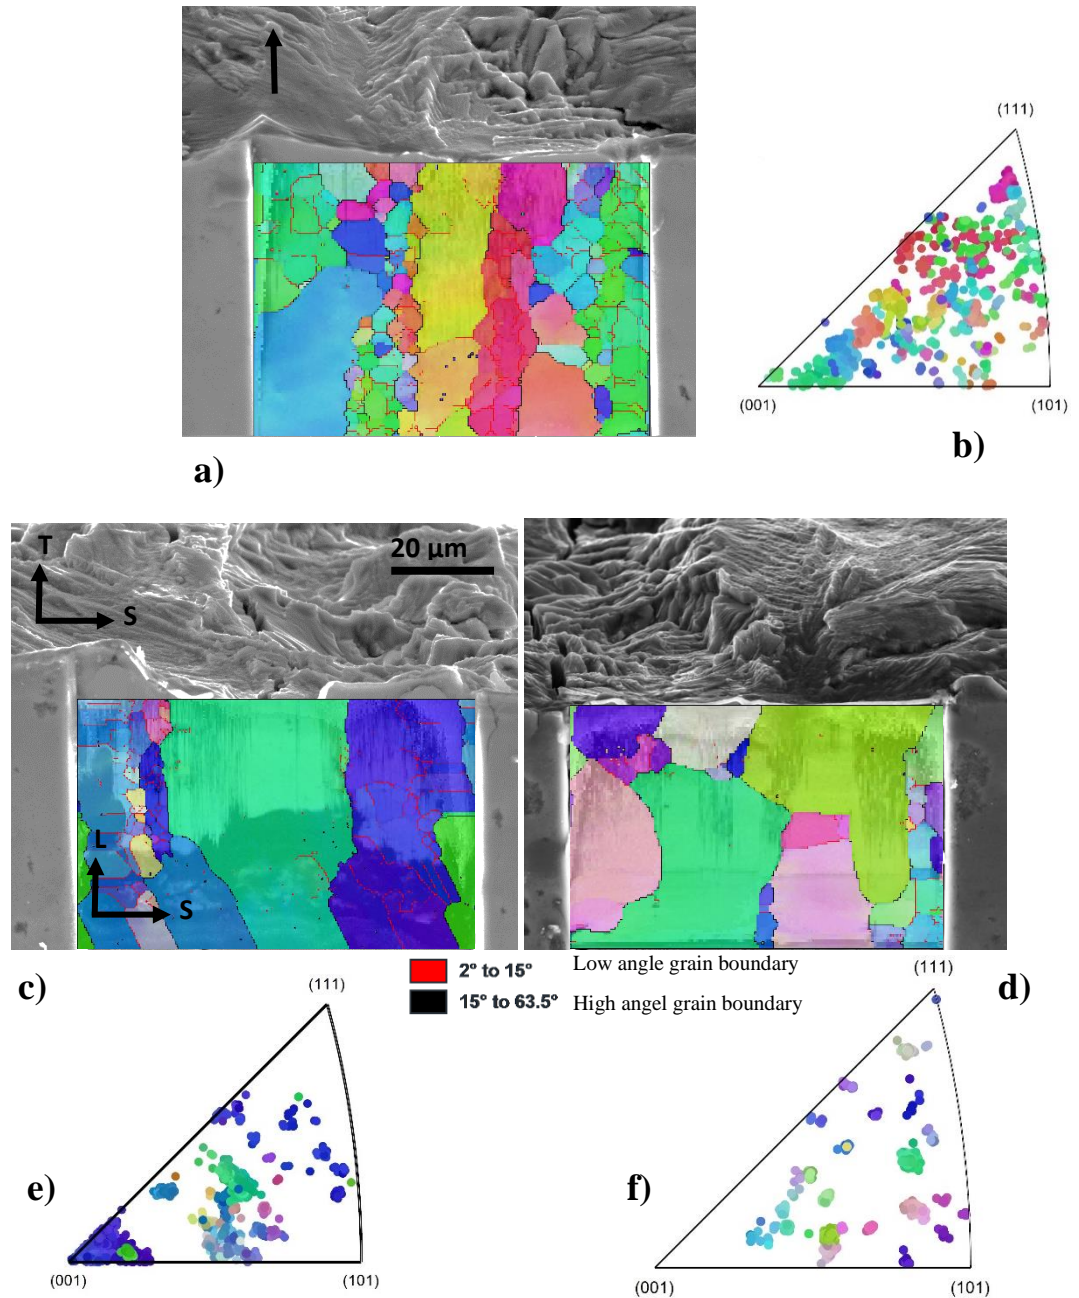 (111)
(001)
(101)
b)
a)
T
20 µm
S
L
S
c)
2° to 15°
Low angle grain boundary
15° to 63.5°
High angel grain boundary
(111)
d)
(111)
e)
f)
(001)
(101)
(001)
(101)